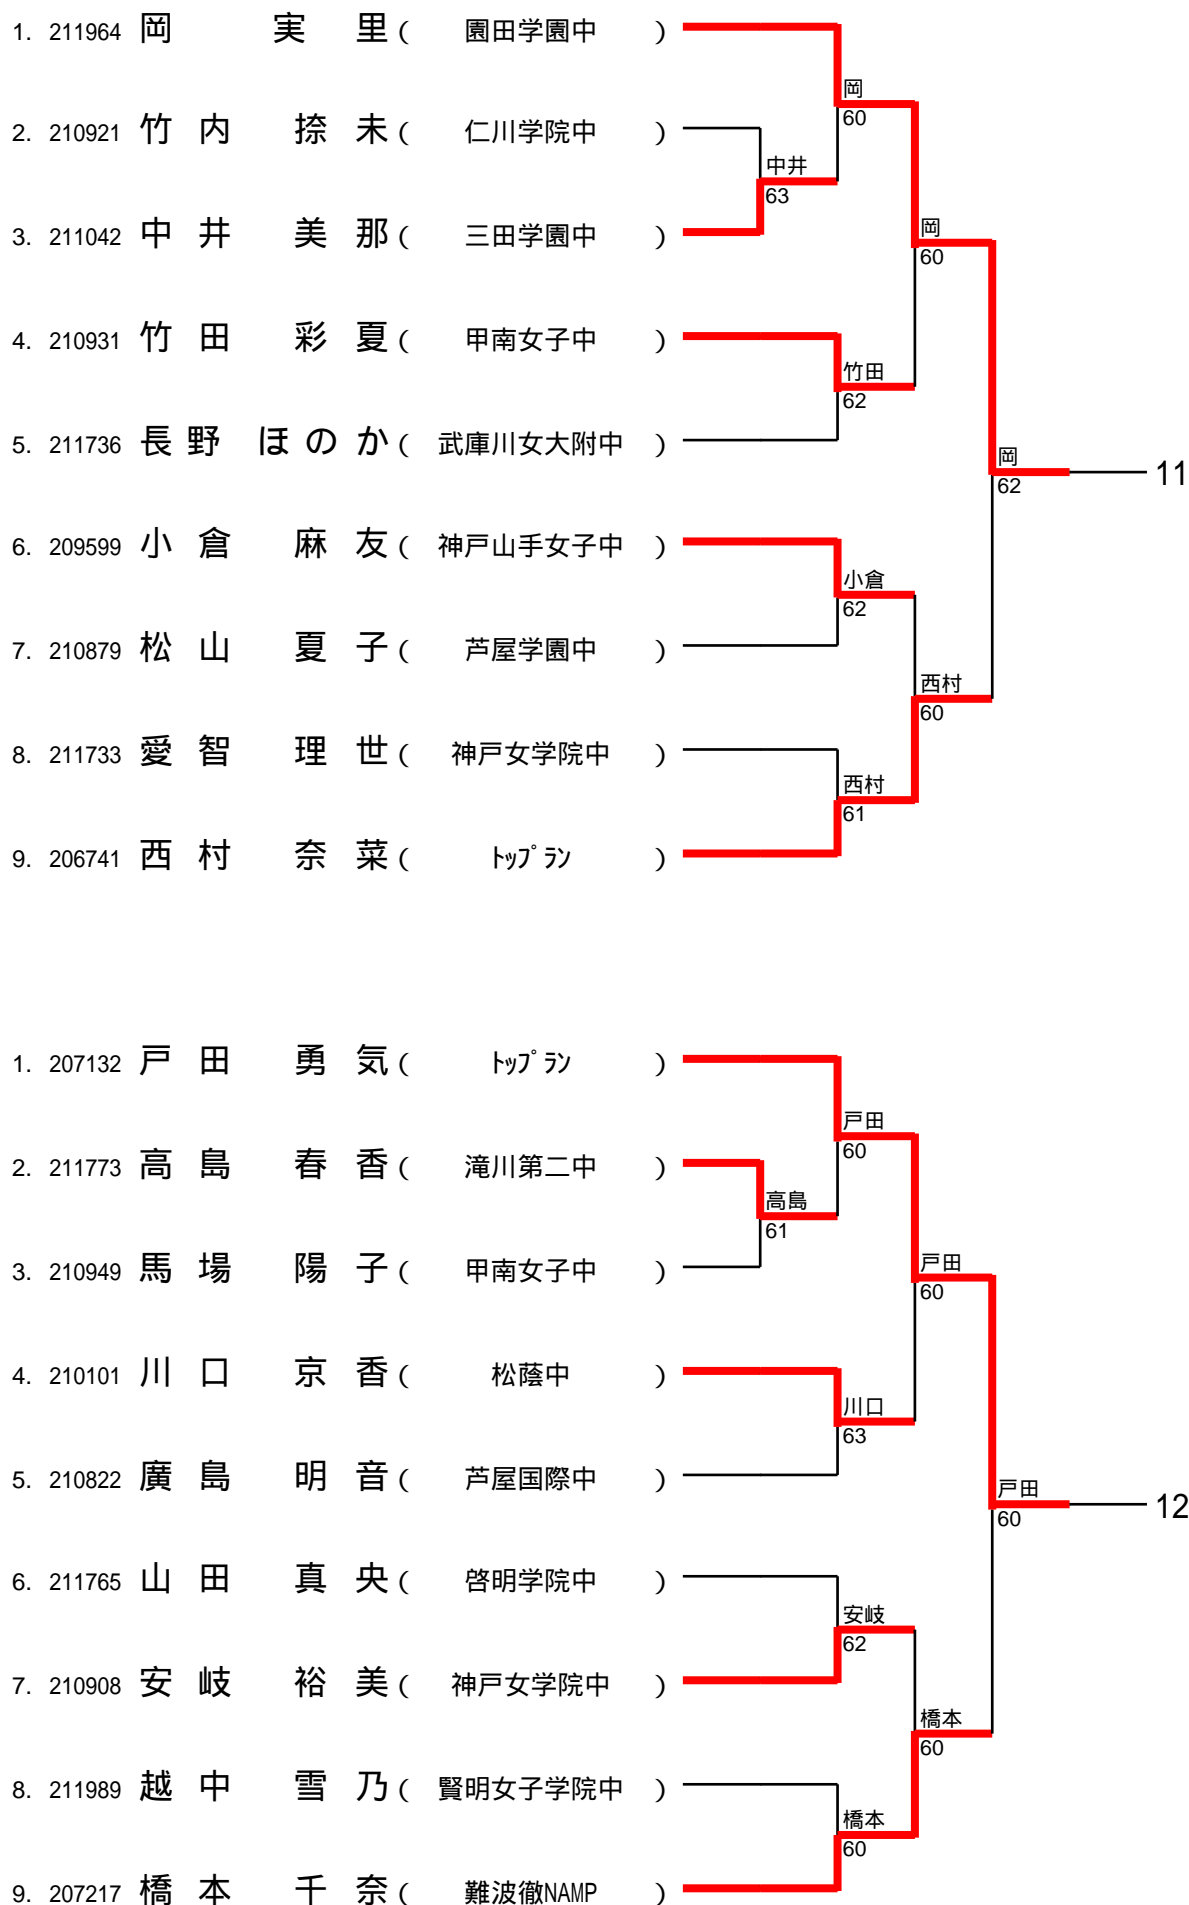 1. 211964 岡 実 里 ( 園田学園中 )
岡
60
2. 210921 竹 内 捺 未 ( 仁川学院中 )
中井
63
3. 211042 中 井 美 那 ( 三田学園中 )
岡
60
4. 210931 竹 田 彩 夏 ( 甲南女子中 )
竹田
62
5. 211736 長 野 ほ の か ( 武庫川女大附中 )
岡
62
11
6. 209599 小 倉 麻 友 ( 神戸山手女子中 )
小倉
62
7. 210879 松 山 夏 子 ( 芦屋学園中 )
西村
60
8. 211733 愛 智 理 世 ( 神戸女学院中 )
西村
61
9. 206741 西 村 奈 菜 ( ﾄｯﾌﾟﾗﾝ )
1. 207132 戸 田 勇 気 ( ﾄｯﾌﾟﾗﾝ )
戸田
60
2. 211773 高 島 春 香 ( 滝川第二中 )
高島
61
3. 210949 馬 場 陽 子 ( 甲南女子中 )
戸田
60
4. 210101 川 口 京 香 ( 松蔭中 )
川口
63
5. 210822 廣 島 明 音 ( 芦屋国際中 )
戸田
60
12
6. 211765 山 田 真 央 ( 啓明学院中 )
安岐
62
7. 210908 安 岐 裕 美 ( 神戸女学院中 )
橋本
60
8. 211989 越 中 雪 乃 ( 賢明女子学院中 )
橋本
60
9. 207217 橋 本 千 奈 ( 難波徹NAMP )